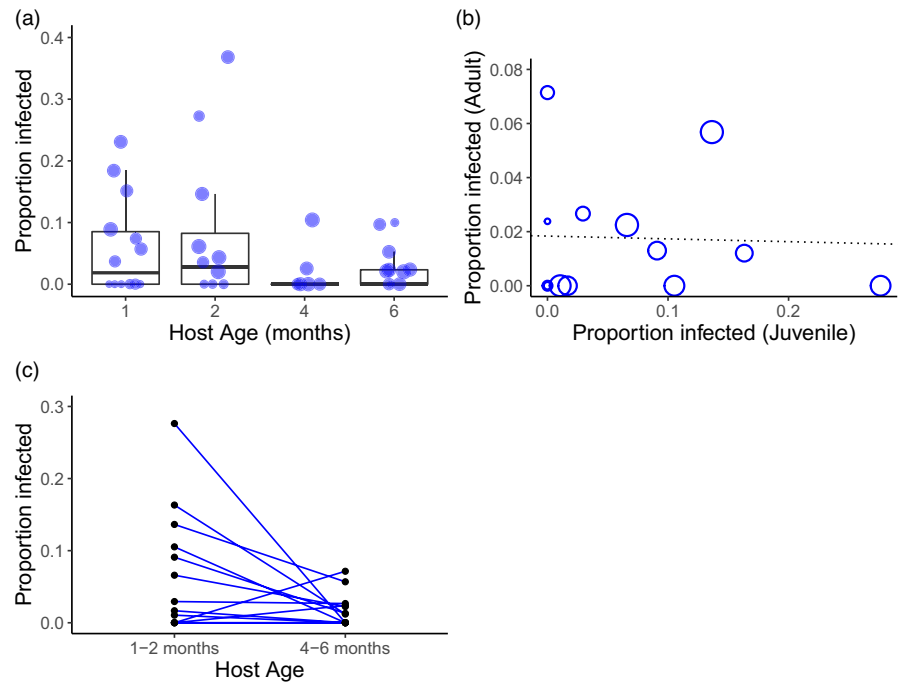 (a)
Proportion infected
0.4
0.3
0.2
0.1
0.0
1
2
4
6
Host Age (months)
(b)
Proportion infected (Adult)
0.08
0.06
0.04
0.02
0.00
0.0
0.1
0.2
Proportion infected (Juvenile)
(c)
Proportion infected
0.3
0.2
0.1
0.0
1−2 months
4−6 months
Host Age